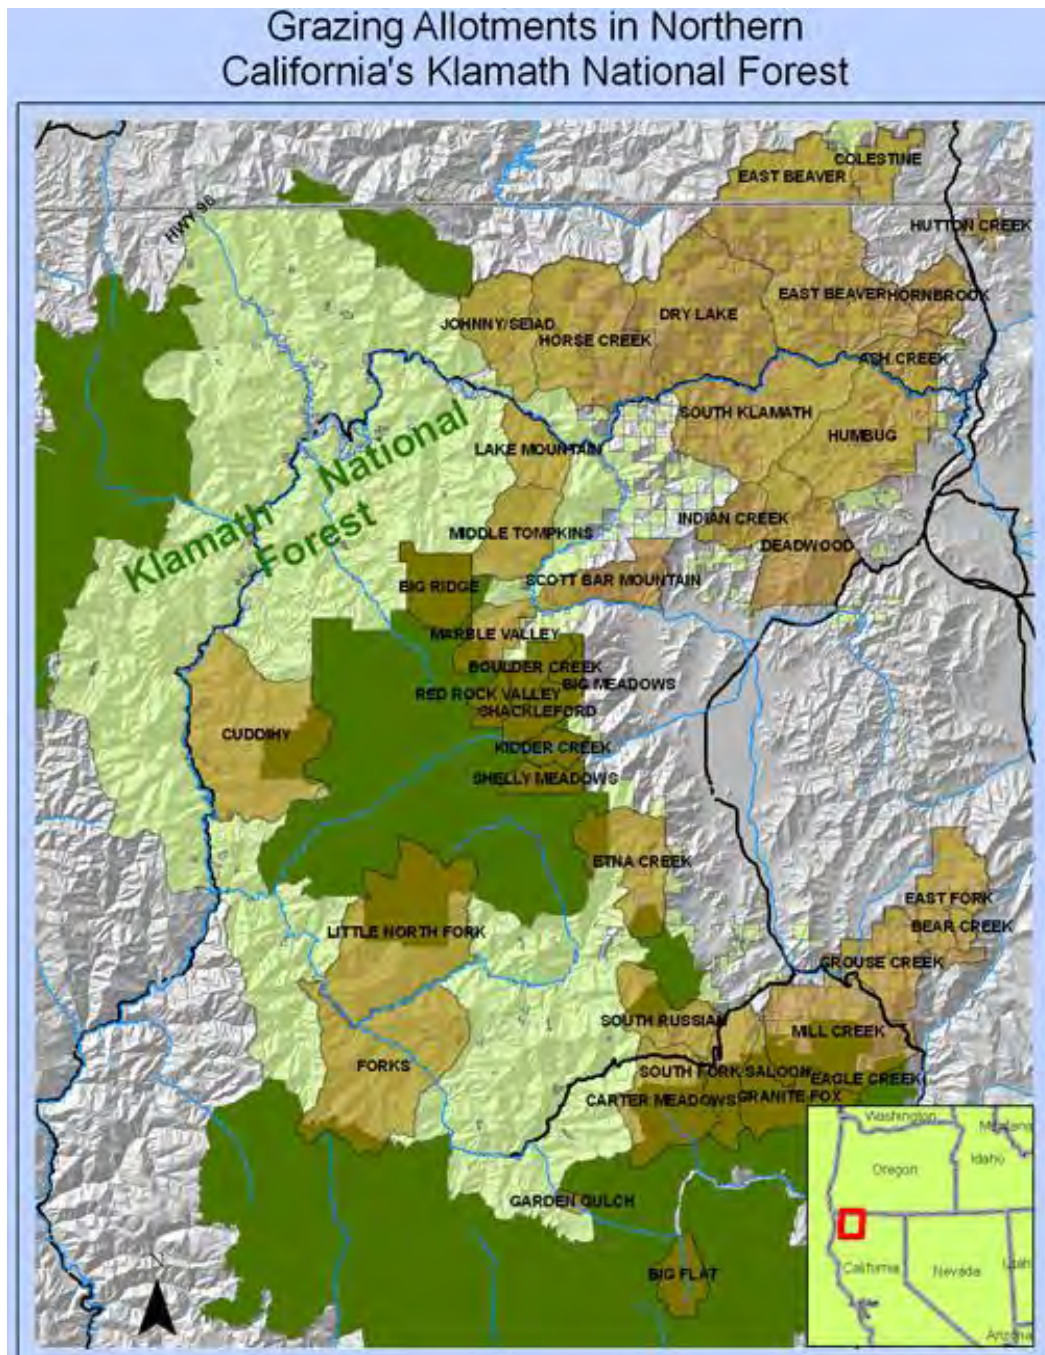 Grazing Allotments in Northern
California's Klamath National Forest
COLESTINE
EAST BEAVER
HWY 96
HUTTON CREEK
EAST BEAVER
HORNBROOK
JOHNNY/SEIAD
DRY LAKE
HORSE CREEK
ASH CREEK
SOUTH KLAMATH
HUMBUG
LAKE MOUNTAIN
Klamath National
Forest
INDIAN CREEK
MIDDLE TOMPKINS
DEADWOOD
BIG RIDGE
SCOTT BAR MOUNTAIN
MARBLE VALLEY
BOULDER CREEK
BIG MEADOWS
RED ROCK VALLEY
SHACKLEFORD
CUDDIHY
KIDDER CREEK
SHELLY MEADOWS
ETNA CREEK
EAST FORK
BEAR CREEK
LITTLE NORTH FORK
GROUSE CREEK
SOUTH RUSSIAN
MILL CREEK
FORKS
SOUTH FORK
SALOON
EAGLE CREEK
CARTER MEADOWS
GRANITE FOX
GARDEN GULCH
BIG FLAT
Washington
Montana
Idaho
Oregon
California
Nevada
Utah
Arizona